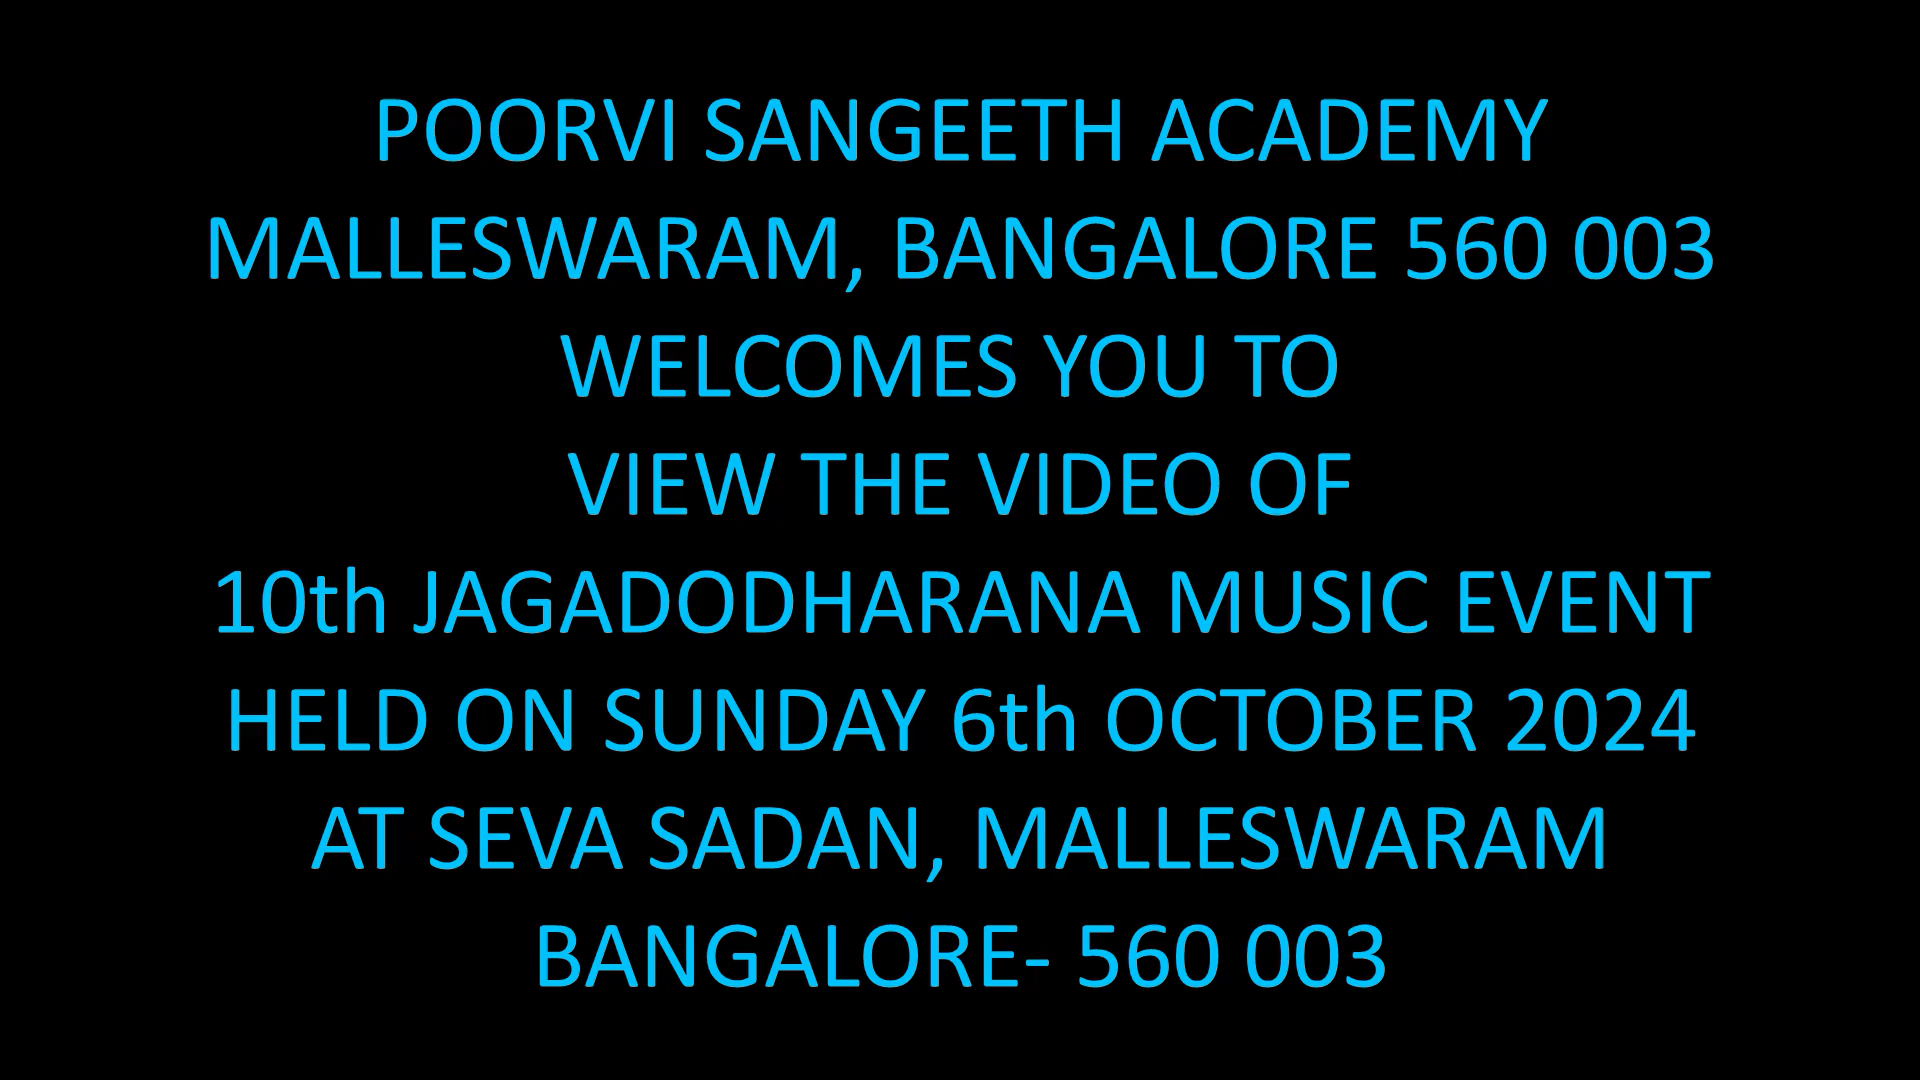 POORVI SANGEETH ACADEMY
MALLESWARAM, BANGALORE 560 003
WELCOMES YOU TO
VIEW THE VIDEO OF
10th JAGADODHARANA MUSIC EVENT
HELD ON SUNDAY 6th OCTOBER 2024
AT SEVA SADAN, MALLESWARAM
BANGALORE- 560 003